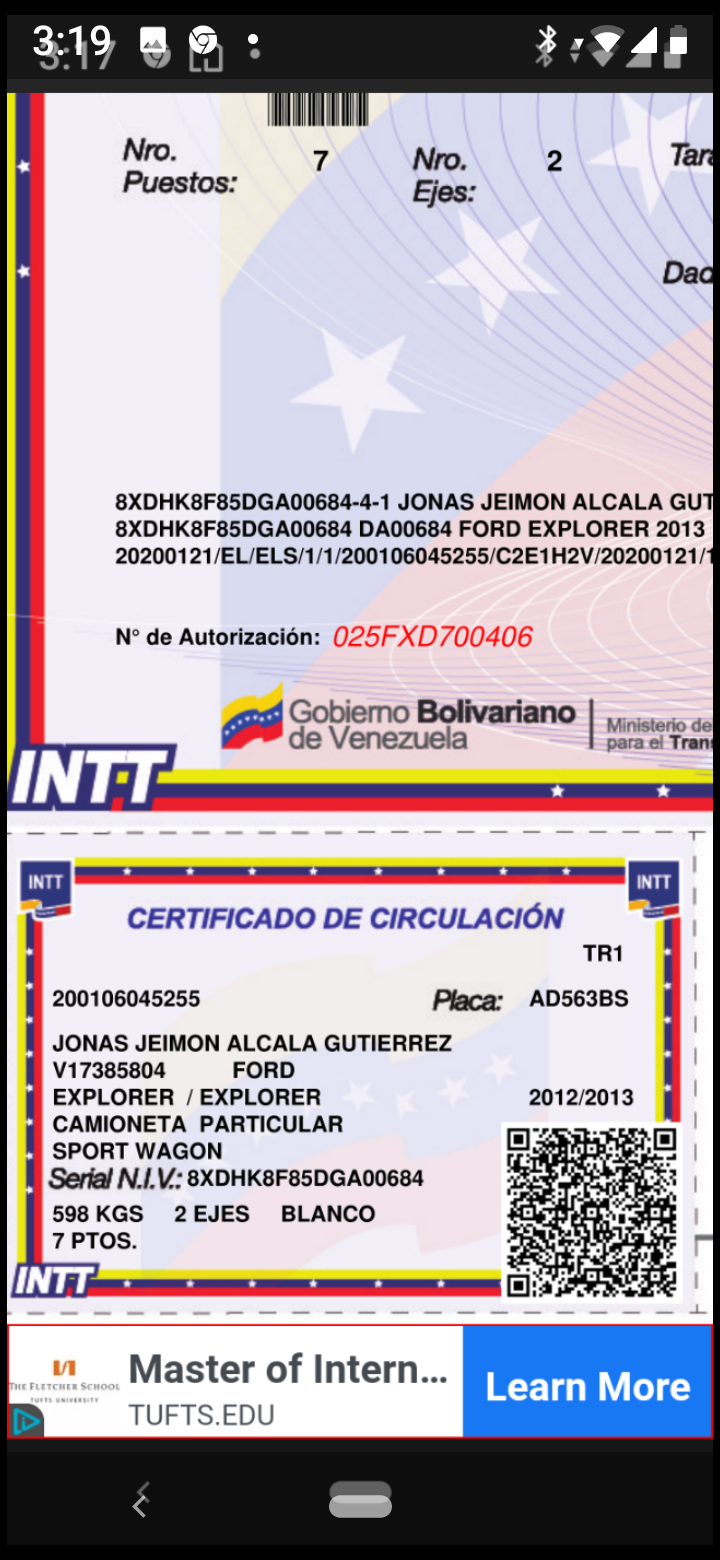 3:19
Nro. Puestos: 7 Nro. Ejes: 2 Tara
Dad
8XDHK8F85DGA00684-4-1 JONAS JEIMON ALCALA GUT
8XDHK8F85DGA00684 DA00684 FORD EXPLORER 2013
20200121/EL/ELS/1/1/200106045255/C2E1H2V/20200121/1
N° de Autorización: 025FXD700406
Gobierno Bolivariano
de Venezuela
Ministerio de
para el Trans
INTT
INTT
INTT
CERTIFICADO DE CIRCULACIÓN
TR1
200106045255 Placa: AD563BS
JONAS JEIMON ALCALA GUTIERREZ
V17385804 FORD
EXPLORER / EXPLORER 2012/2013
CAMIONETA PARTICULAR
SPORT WAGON
Serial N.I.V.: 8XDHK8F85DGA00684
598 KGS 2 EJES BLANCO
7 PTOS.
INTT
THE FLETCHER SCHOOL
TUFTS UNIVERSITY
Master of Intern...
TUFTS.EDU
Learn More